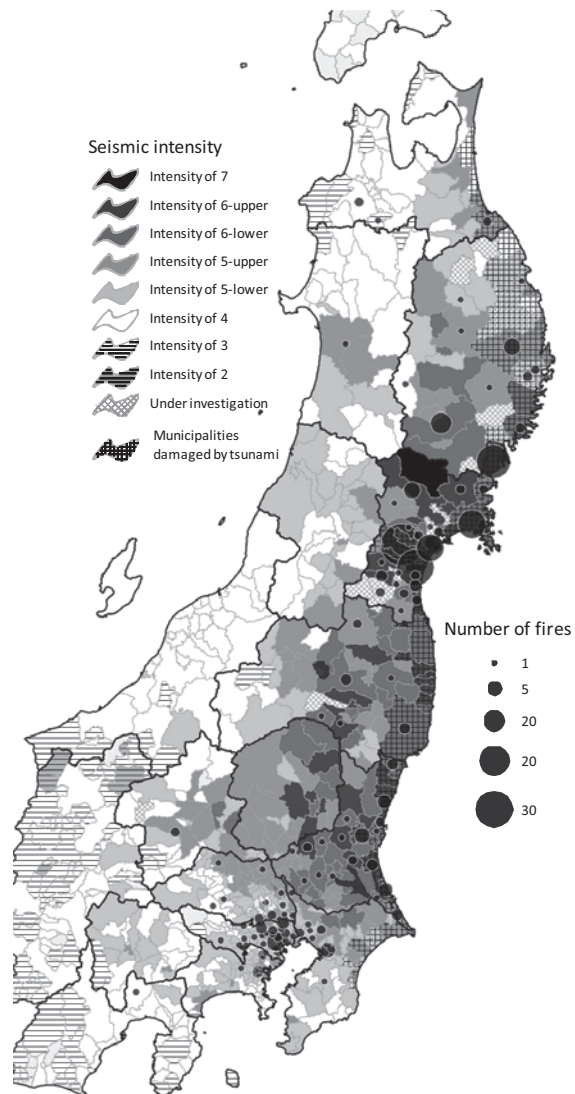 Seismic intensity
Intensity of 7
Intensity of 6-upper
Intensity of 6-lower
Intensity of 5-upper
Intensity of 5-lower
Intensity of 4
Intensity of 3
Intensity of 2
Under investigation
Municipalities
damaged by tsunami
Number of fires
1
5
20
20
30